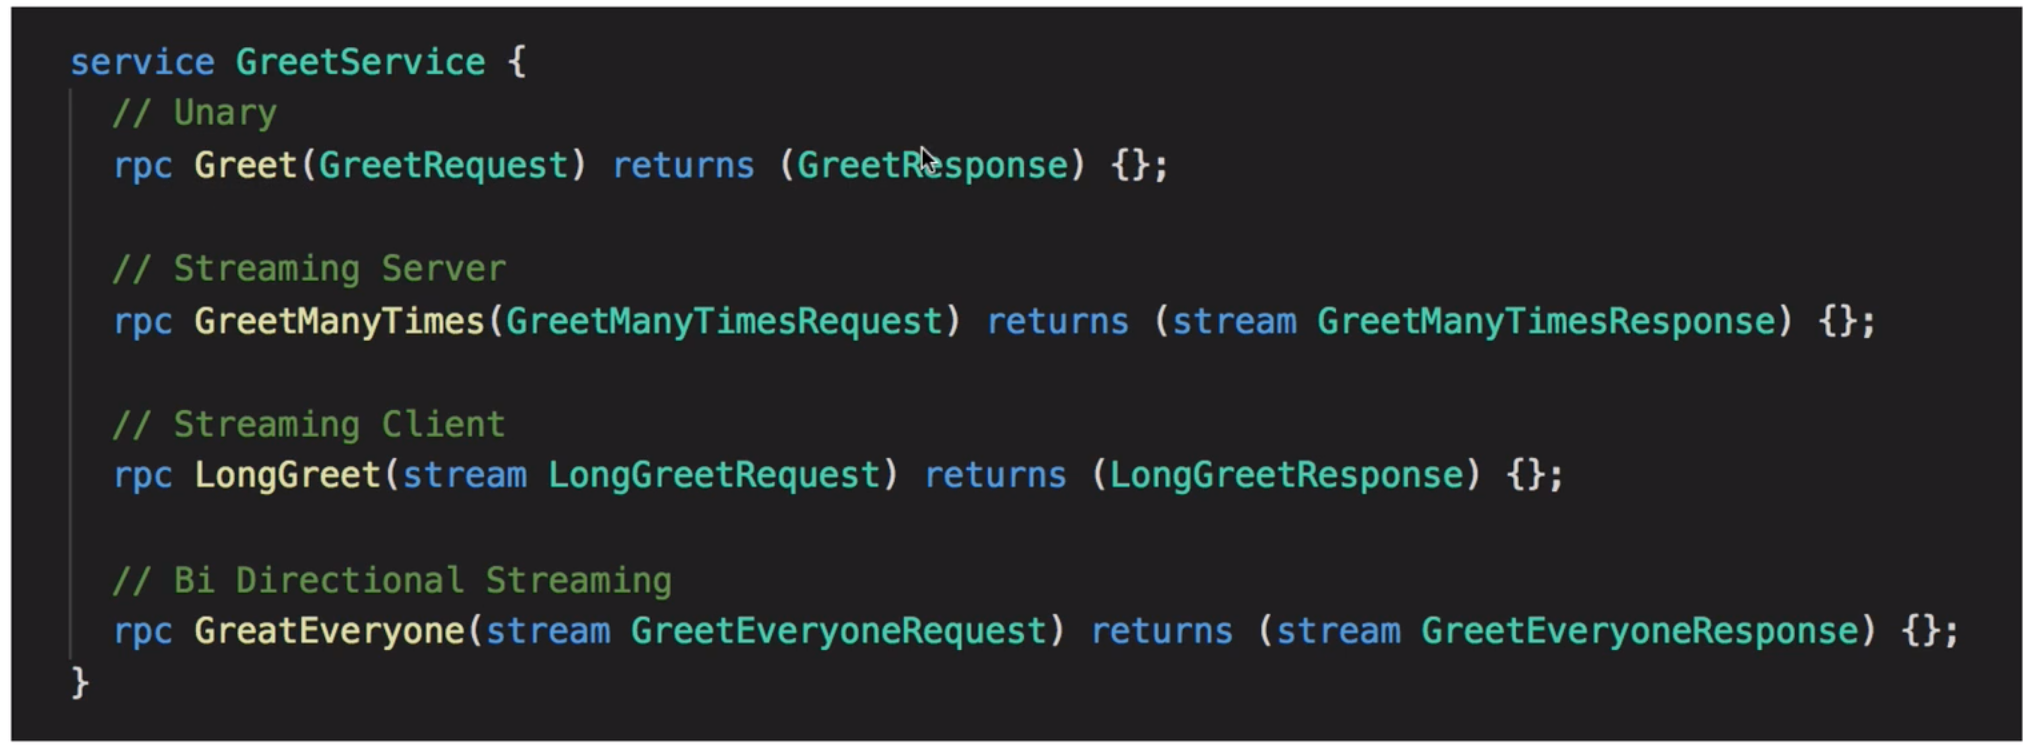 service GreetService {
// Unary
rpc Greet(GreetRequest) returns (GreetResponse) {};
// Streaming Server
rpc GreetManyTimes(GreetManyTimesRequest) returns (stream GreetManyTimesResponse) {};
// Streaming Client
rpc LongGreet(stream LongGreetRequest) returns (LongGreetResponse) {};
// Bi Directional Streaming
rpc GreatEveryone(stream GreetEveryoneRequest) returns (stream GreetEveryoneResponse) {};
}